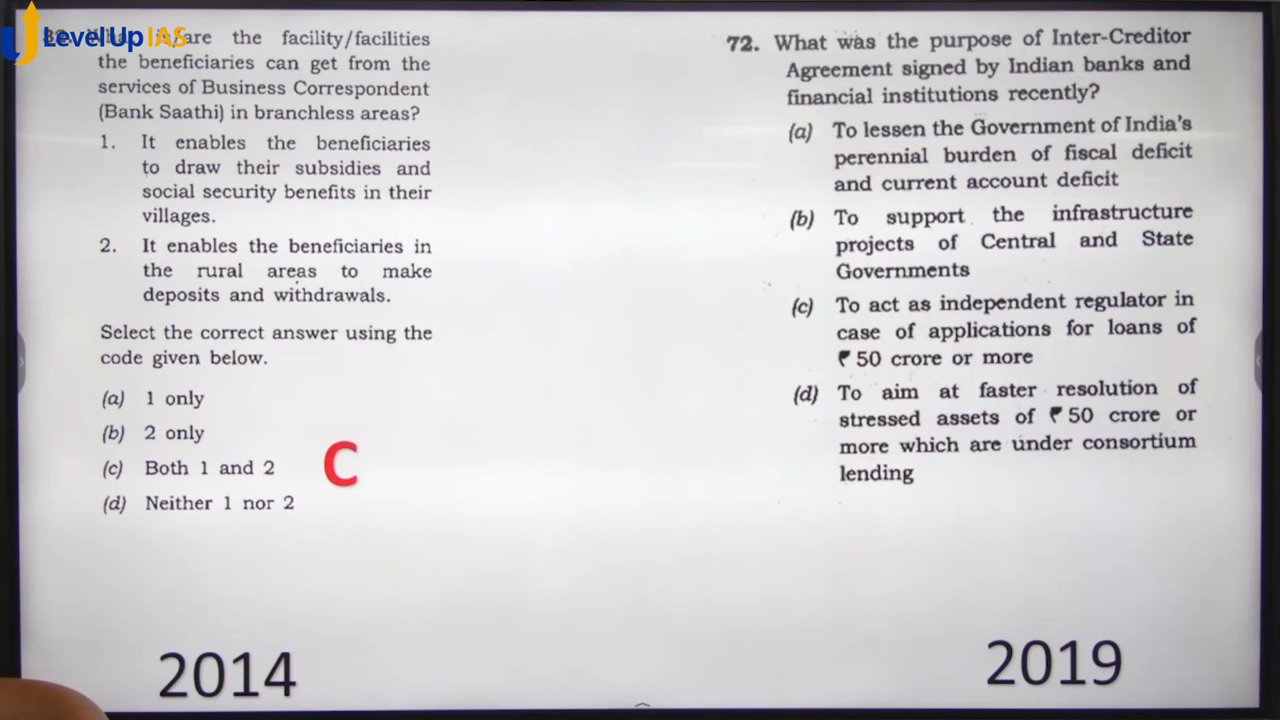 LevelUp IAS
is/are the facility/facilities
the beneficiaries can get from the
services of Business Correspondent
(Bank Saathi) in branchless areas?
1. It enables the beneficiaries
to draw their subsidies and
social security benefits in their
villages.
2. It enables the beneficiaries in
the rural areas to make
deposits and withdrawals.
Select the correct answer using the
code given below.
(a) 1 only
(b) 2 only
(c) Both 1 and 2
C
(d) Neither 1 nor 2
2014
72. What was the purpose of Inter-Creditor
Agreement signed by Indian banks and
financial institutions recently?
(a) To lessen the Government of India's
perennial burden of fiscal deficit
and current account deficit
(b) To support the infrastructure
projects of Central and State
Governments
(c) To act as independent regulator in
case of applications for loans of
₹ 50 crore or more
(d) To aim at faster resolution of
stressed assets of ₹ 50 crore or
more which are under consortium
lending
2019